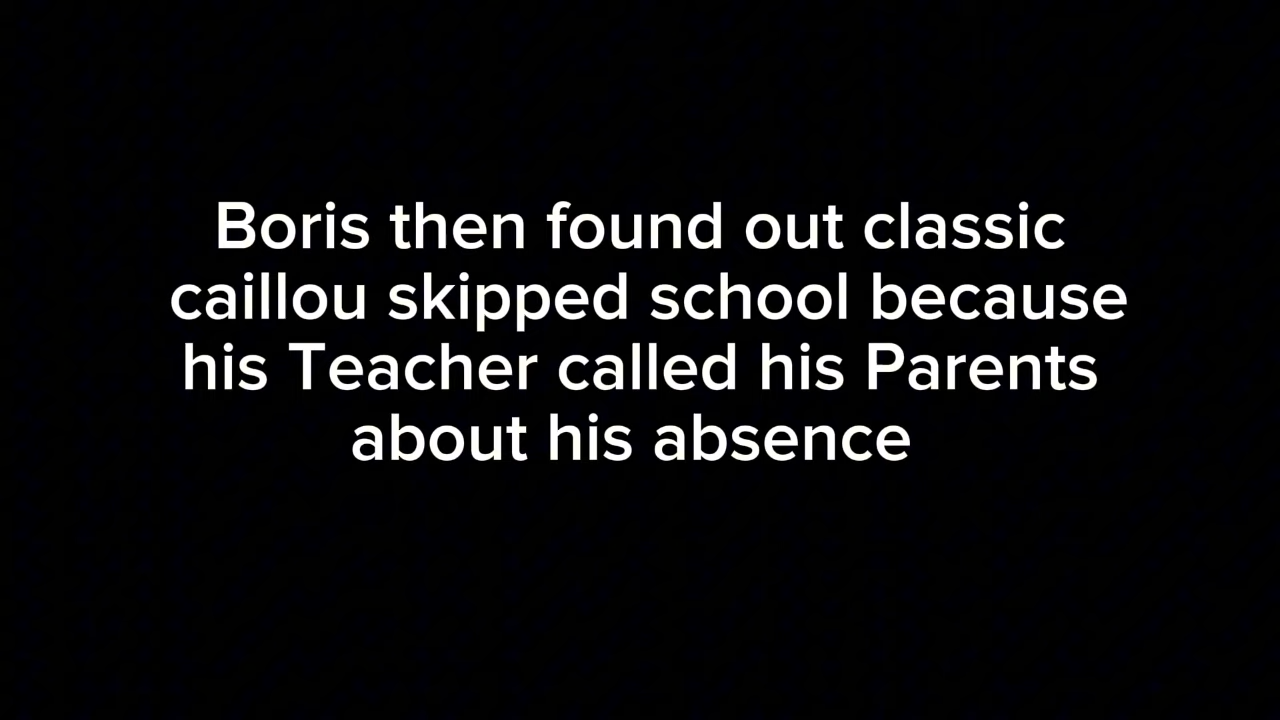 Boris then found out classic
caillou skipped school because
his Teacher called his Parents
about his absence